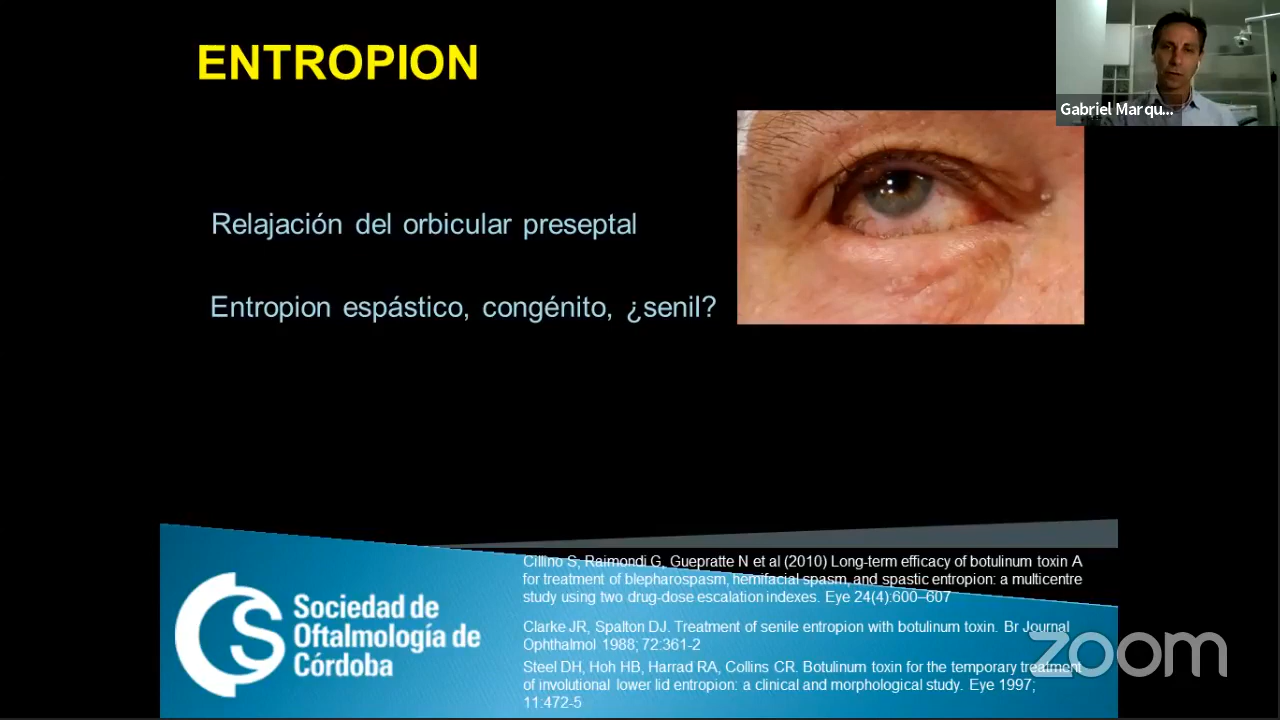 ENTROPION
Gabriel Marqu...
Relajación del orbicular preseptal
Entropion espástico, congénito, ¿senil?
Cillino S, Raimondi G, Guepratte N et al (2010) Long-term efficacy of botulinum toxin A
for treatment of blepharospasm, hemifacial spasm, and spastic entropion: a multicentre
study using two drug-dose escalation indexes. Eye 24(4):600–607
Clarke JR, Spalton DJ. Treatment of senile entropion with botulinum toxin. Br Journal
Ophthalmol 1988; 72:361-2
Steel DH, Hoh HB, Harrad RA, Collins CR. Botulinum toxin for the temporary treatment
of involutional lower lid entropion: a clinical and morphological study. Eye 1997;
11:472-5
CS
Sociedad de
Oftalmología de
Córdoba
zoom